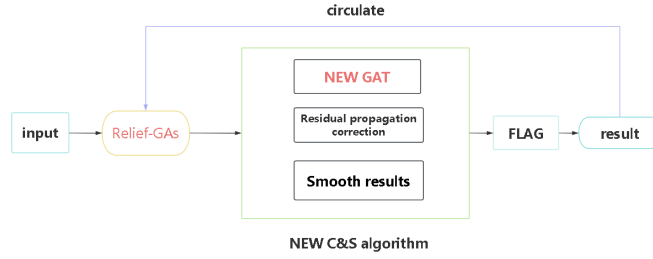 circulate
input
Relief-GAs
NEW GAT
Residual propagation
correction
Smooth results
FLAG
result
NEW C&S algorithm